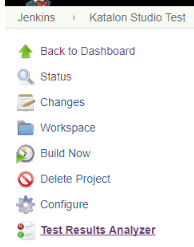 Jenkins › Katalon Studio Test
Back to Dashboard
Status
Changes
Workspace
Build Now
Delete Project
Configure
Test Results Analyzer